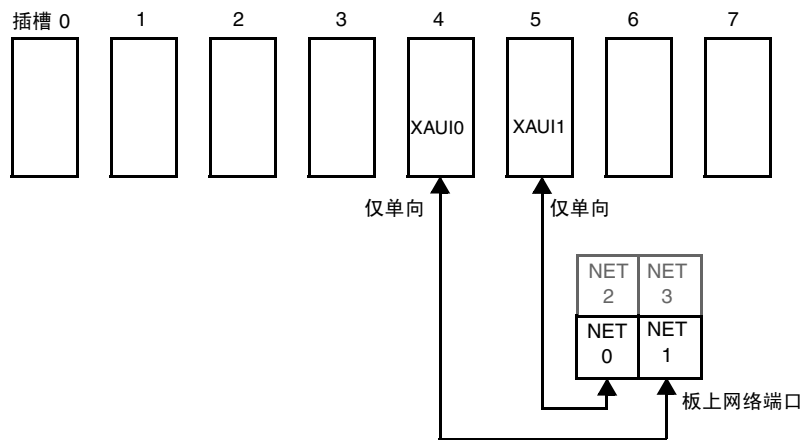 插槽 0 1 2 3 4 5 6 7
XAUI0 XAUI1
仅单向 仅单向
NET 2 NET 3
NET 0 NET 1
板上网络端口